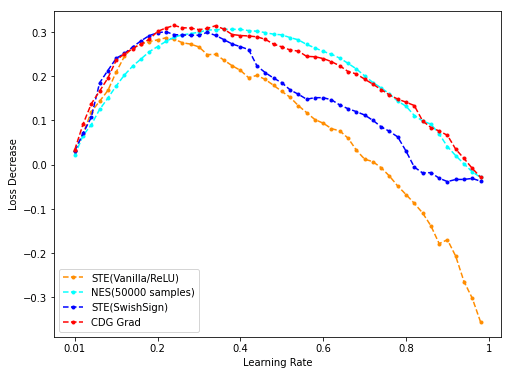 0.3
0.2
0.1
0.0
−0.1
−0.2
−0.3
Loss Decrease
STE(Vanilla/ReLU)
NES(50000 samples)
STE(SwishSign)
CDG Grad
0.01 0.2 0.4 0.6 0.8 1
Learning Rate